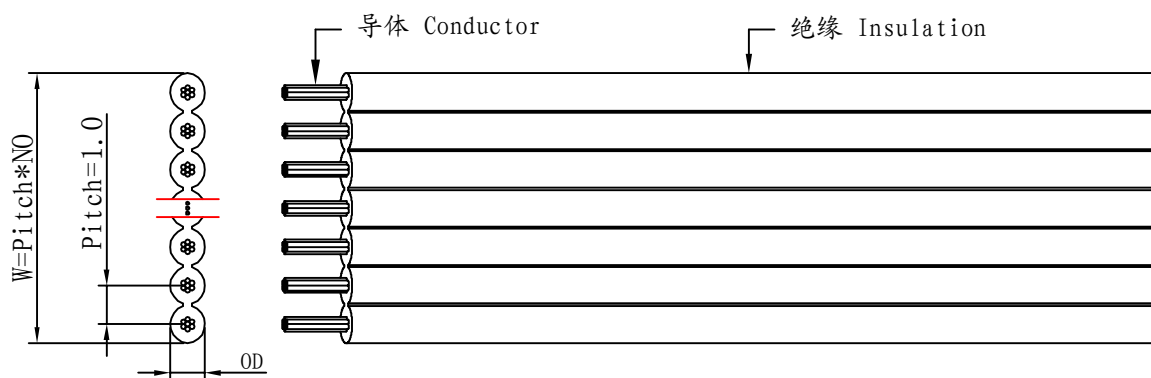 导体 Conductor
绝缘 Insulation
W=Pitch*NO
Pitch=1.0
OD